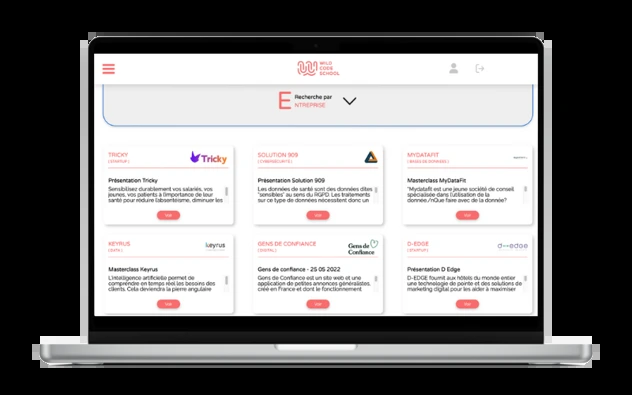 WILD
CODE
SCHOOL
E Recherche par
NTREPRISE
TRICKY
( STARTUP )
Tricky
Présentation Tricky
Sensibilisez durablement vos salariés, vos
jeunes, vos patients à l'importance de leur
santé pour réduire l'absentéisme, diminuer les
Voir
SOLUTION 909
( CYBERSECURITE )
Présentation Solution 909
Les données de santé sont des données dites
"sensibles" au sens du RGPD. Les traitements
sur ce type de données nécessitent donc un
Voir
MYDATAFIT
( BASES DE DONNEES )
Masterclass MyDataFit
"Mydatafit est une jeune société de conseil
spécialisée dans l'utilisation de la
donnée./nQue faire avec de la donnée?
Voir
KEYRUS
( DATA )
keyrus
Masterclass Keyrus
L'intelligence artificielle permet de
comprendre en temps réel les besoins des
clients. Cela deviendra la pierre angulaire
Voir
GENS DE CONFIANCE
( DIGITAL )
Gens de
Confiance
Gens de confiance - 25 05 2022
Gens de Confiance est un site web et une
application de petites annonces généralistes,
créé en France et dont le fonctionnement
Voir
D-EDGE
( STARTUP )
d-edge
Présentation D Edge
D-EDGE fournit aux hôtels du monde entier
une technologie de pointe et des solutions de
marketing digital pour les aider à maximiser
Voir